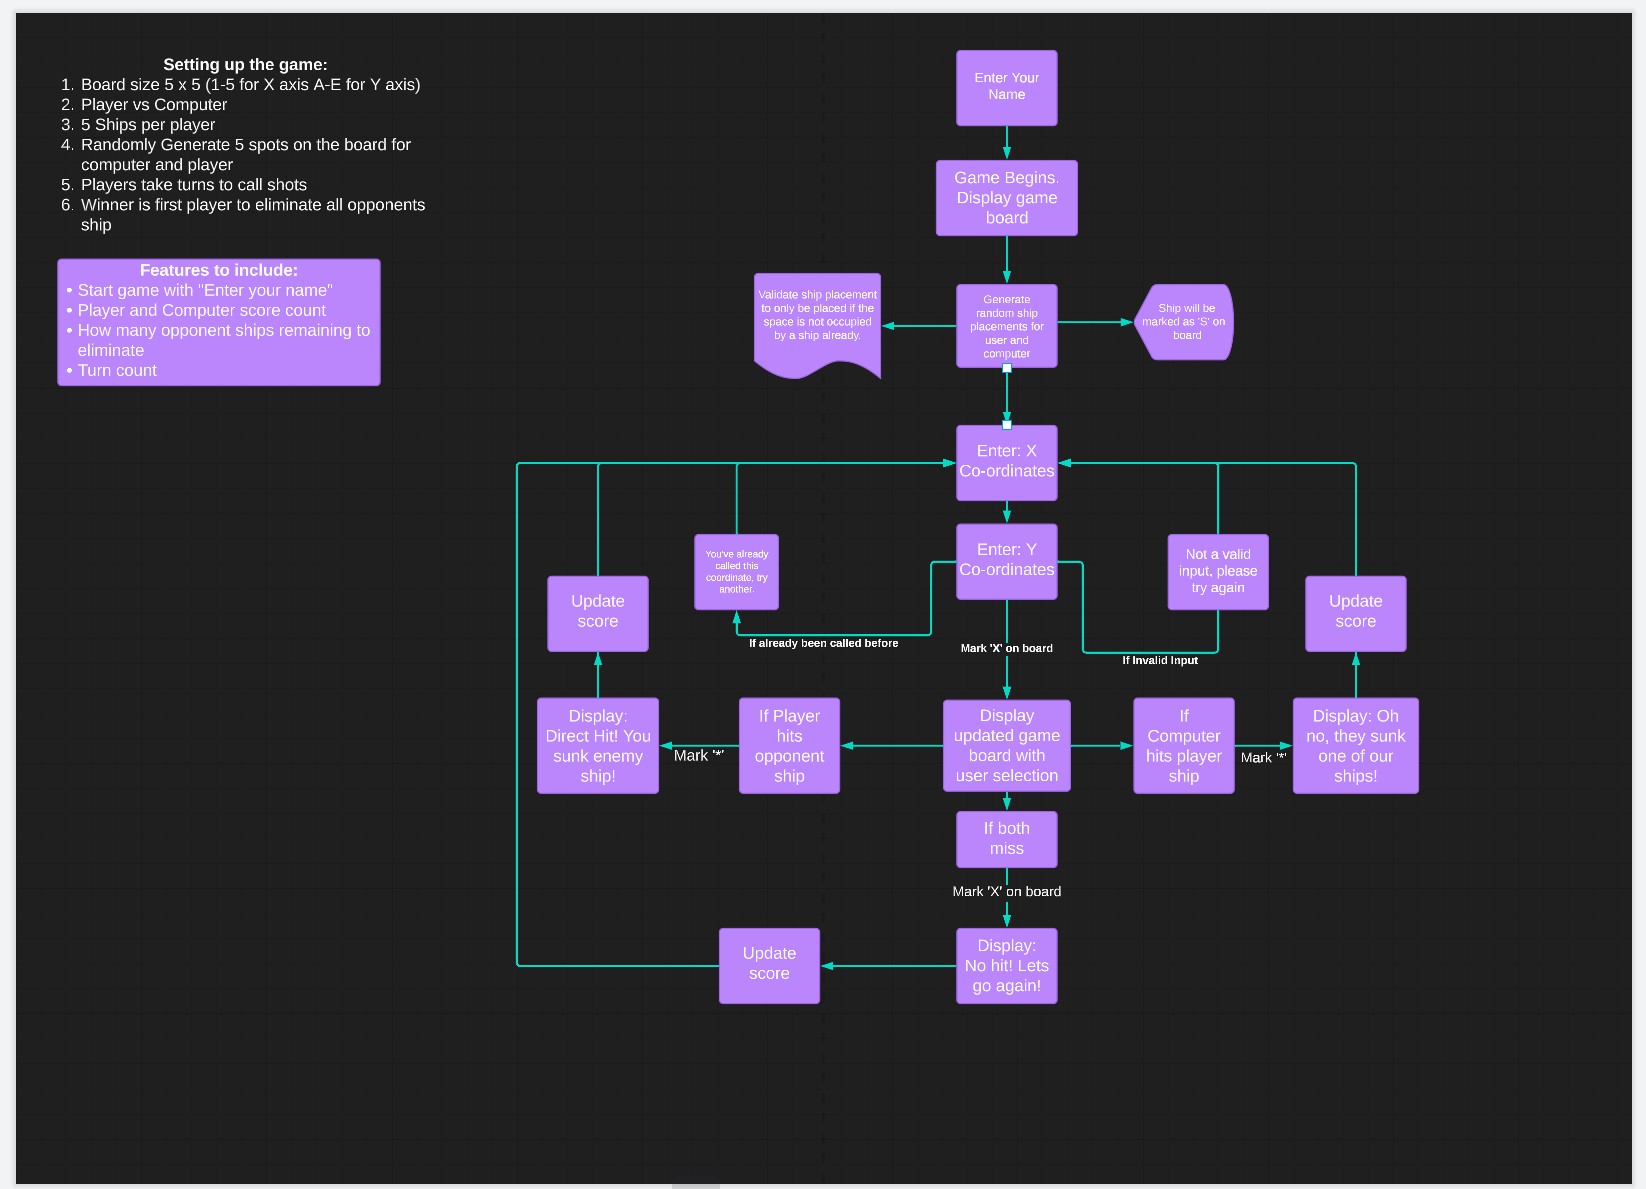 Setting up the game:
1. Board size 5 x 5 (1-5 for X axis A-E for Y axis)
2. Player vs Computer
3. 5 Ships per player
4. Randomly Generate 5 spots on the board for
computer and player
5. Players take turns to call shots
6. Winner is first player to eliminate all opponents
ship
Features to include:
• Start game with "Enter your name"
• Player and Computer score count
• How many opponent ships remaining to
eliminate
• Turn count
Enter Your
Name
Game Begins.
Display game
board
Validate ship placement
to only be placed if the
space is not occupied
by a ship already.
Generate
random ship
placements for
user and
computer
Ship will be
marked as 'S' on
board
Enter: X
Co-ordinates
Enter: Y
Co-ordinates
You've already
called this
coordinate, try
another.
Not a valid
input, please
try again
Update
score
Update
score
If already been called before
Mark 'X' on board
If Invalid Input
Display:
Direct Hit! You
sunk enemy
ship!
Mark '*'
If Player
hits
opponent
ship
Display
updated game
board with
user selection
If
Computer
hits player
ship
Mark '*'
Display: Oh
no, they sunk
one of our
ships!
If both
miss
Mark 'X' on board
Display:
No hit! Lets
go again!
Update
score